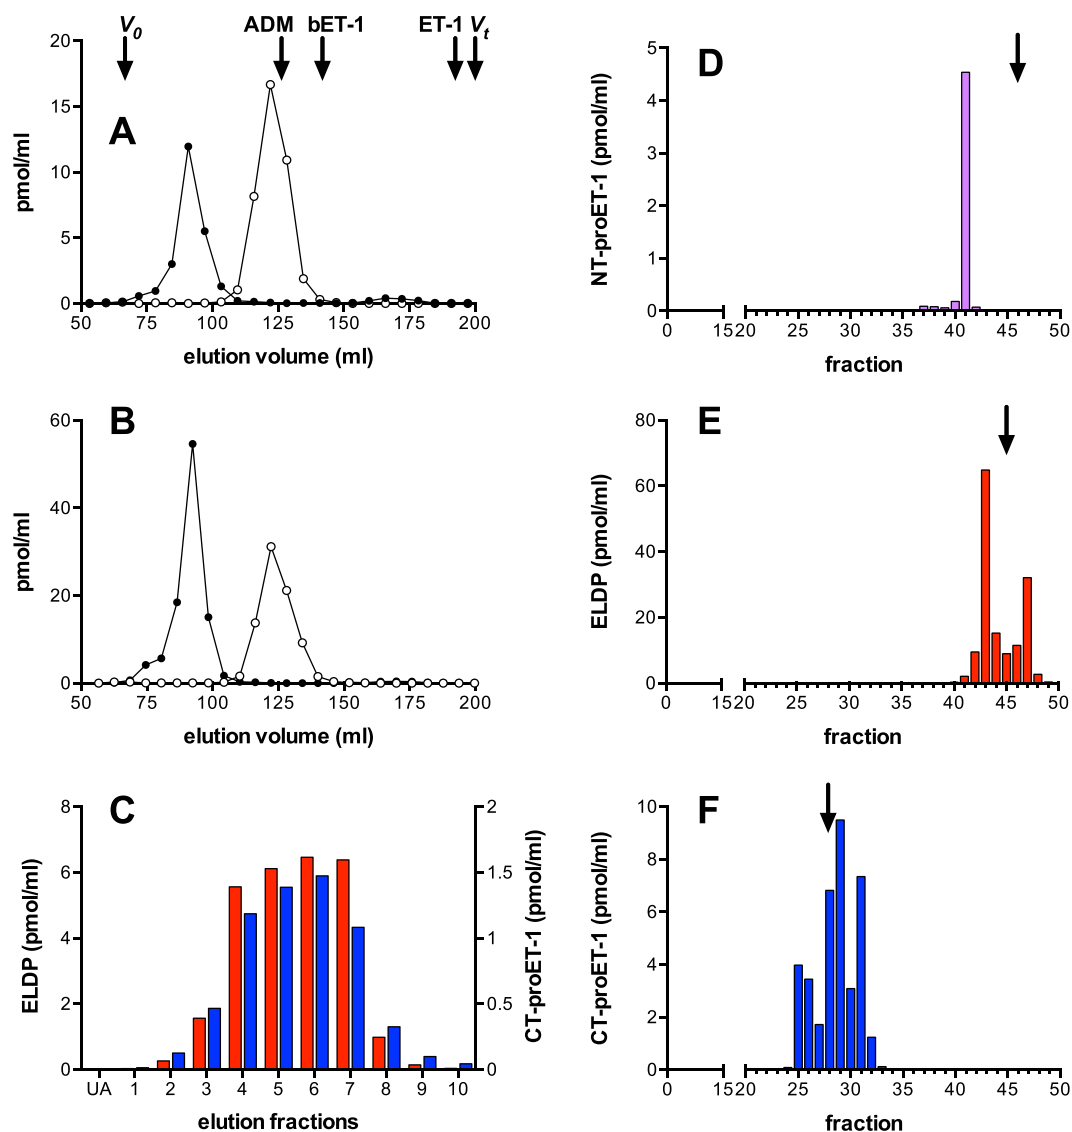 V0 ADM bET-1 ET-1 Vt
A
20
15
10
5
0
pmol/ml
50 75 100 125 150 175 200
elution volume (ml)
D
5
4
3
2
1
0
NT-proET-1 (pmol/ml)
0 15 20 25 30 35 40 45 50
fraction
B
60
40
20
0
pmol/ml
50 75 100 125 150 175 200
elution volume (ml)
E
80
60
40
20
0
ELDP (pmol/ml)
0 15 20 25 30 35 40 45 50
fraction
C
8
6
4
2
0
ELDP (pmol/ml)
2
1.5
1
0.5
0
CT-proET-1 (pmol/ml)
UA 1 2 3 4 5 6 7 8 9 10
elution fractions
F
10
8
6
4
2
0
CT-proET-1 (pmol/ml)
0 15 20 25 30 35 40 45 50
fraction